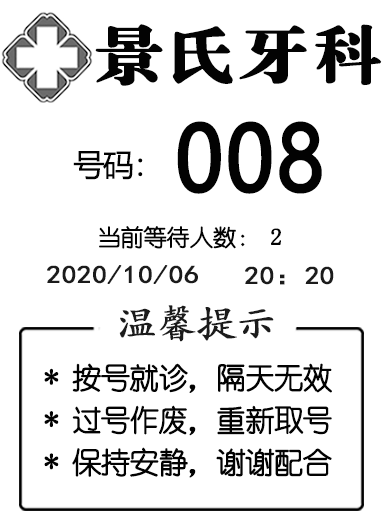 景氏牙科
号码: 008
当前等待人数: 2
2020/10/06 20:20
温馨提示
* 按号就诊，隔天无效
* 过号作废，重新取号
* 保持安静，谢谢配合